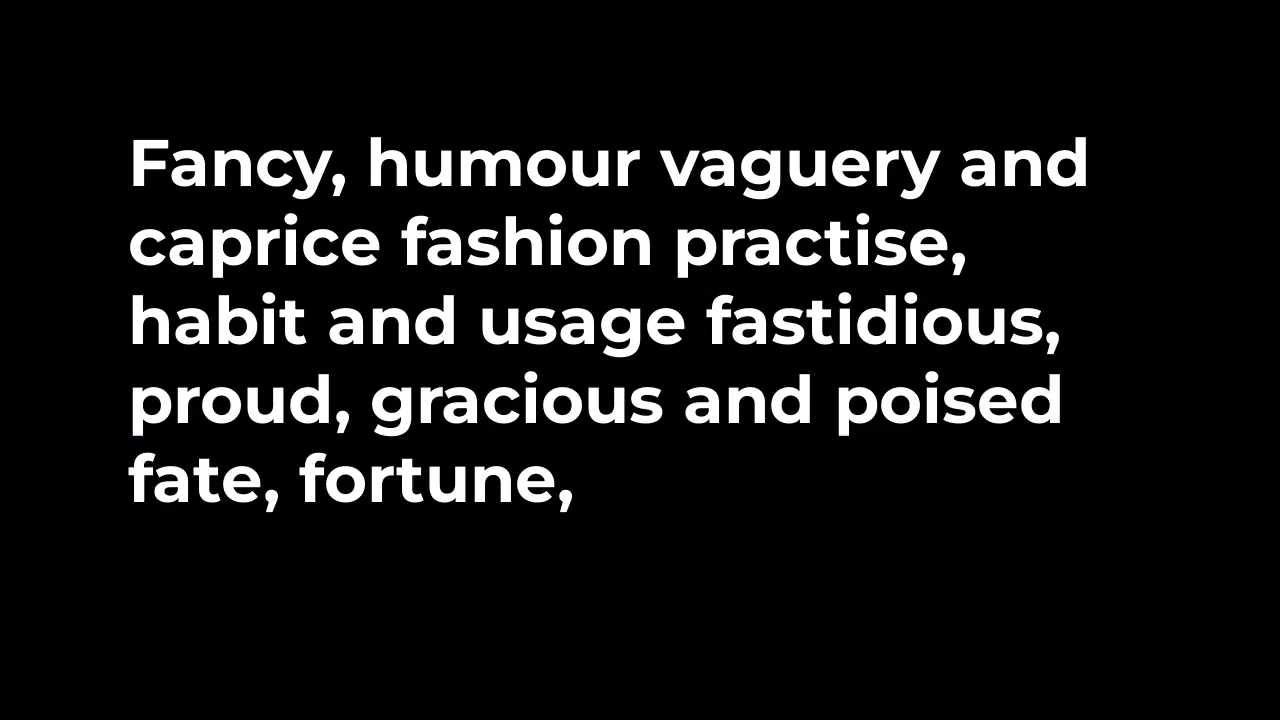 Fancy, humour vaguery and
caprice fashion practise,
habit and usage fastidious,
proud, gracious and poised
fate, fortune,